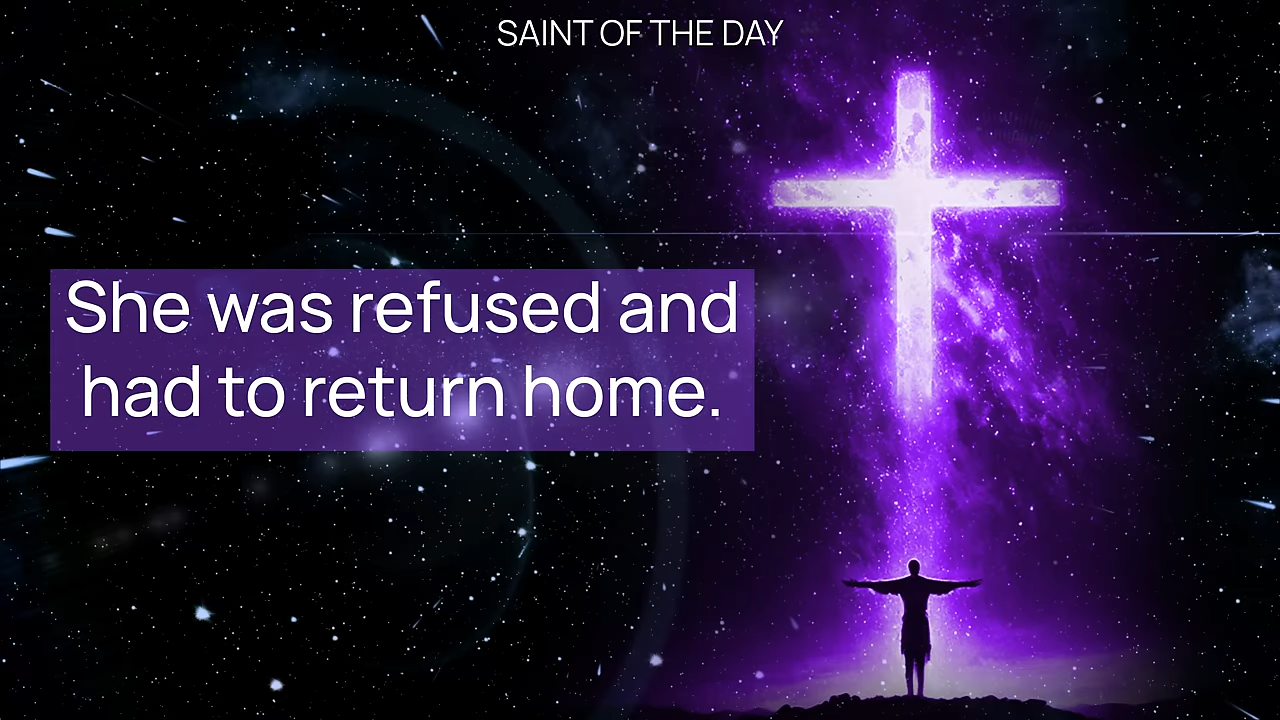 SAINT OF THE DAY
She was refused and
had to return home.